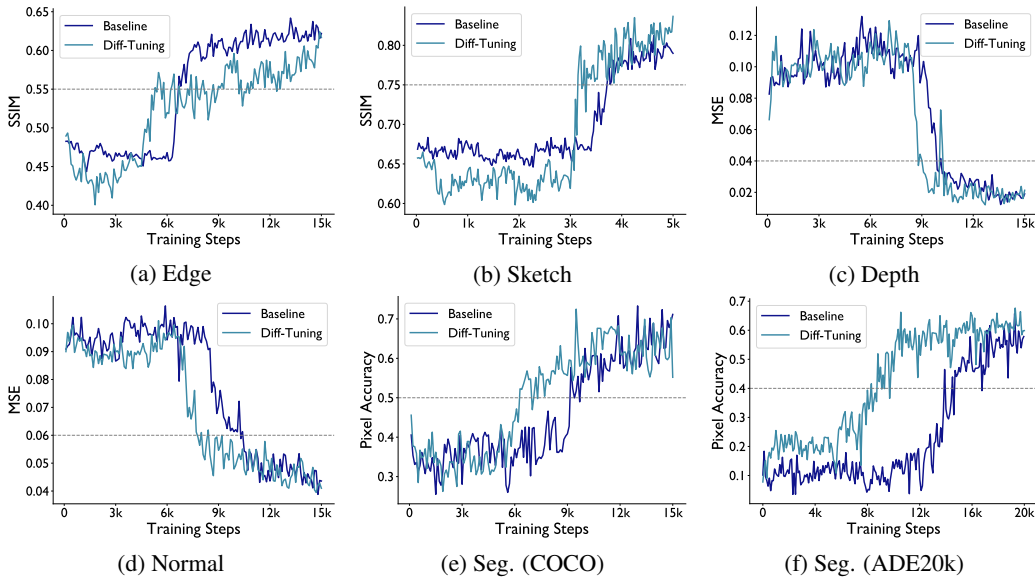 0.65
0.60
0.55
0.50
0.45
0.40
SSIM
Baseline
Diff-Tuning
0 3k 6k 9k 12k 15k
Training Steps
(a) Edge
0.80
0.75
0.70
0.65
0.60
SSIM
Baseline
Diff-Tuning
0 1k 2k 3k 4k 5k
Training Steps
(b) Sketch
0.12
0.10
0.08
0.06
0.04
0.02
MSE
Baseline
Diff-Tuning
0 3k 6k 9k 12k 15k
Training Steps
(c) Depth
0.10
0.09
0.08
0.07
0.06
0.05
0.04
MSE
Baseline
Diff-Tuning
0 3k 6k 9k 12k 15k
Training Steps
(d) Normal
0.7
0.6
0.5
0.4
0.3
Pixel Accuracy
Baseline
Diff-Tuning
0 3k 6k 9k 12k 15k
Training Steps
(e) Seg. (COCO)
0.7
0.6
0.5
0.4
0.3
0.2
0.1
Pixel Accuracy
Baseline
Diff-Tuning
0 4k 8k 12k 16k 20k
Training Steps
(f) Seg. (ADE20k)